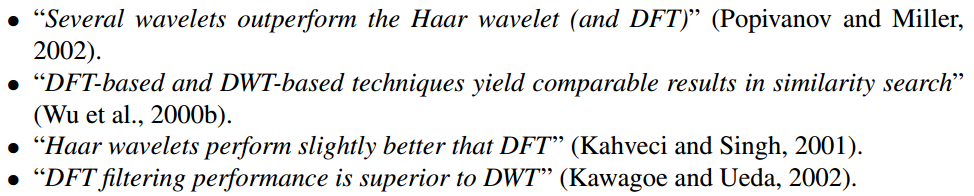 • “Several wavelets outperform the Haar wavelet (and DFT)” (Popivanov and Miller,
2002).
• “DFT-based and DWT-based techniques yield comparable results in similarity search”
(Wu et al., 2000b).
• “Haar wavelets perform slightly better that DFT” (Kahveci and Singh, 2001).
• “DFT filtering performance is superior to DWT” (Kawagoe and Ueda, 2002).